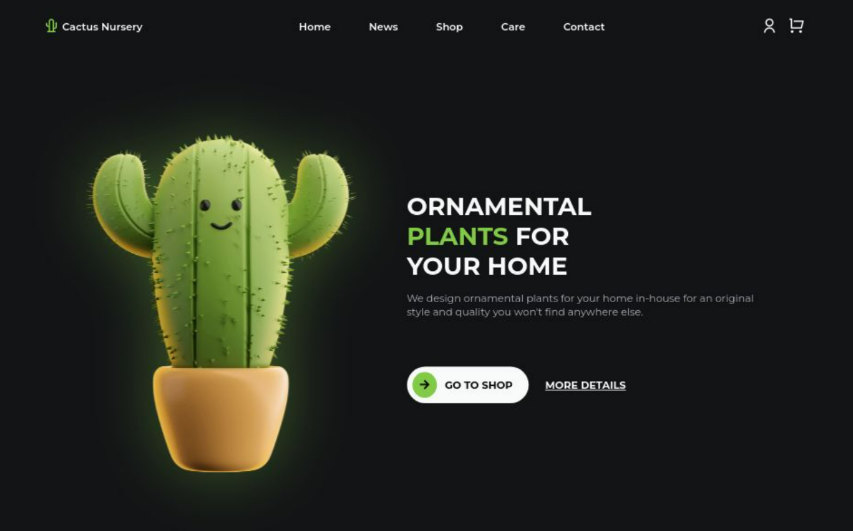 Cactus Nursery
Home
News
Shop
Care
Contact
ORNAMENTAL
PLANTS FOR
YOUR HOME
We design ornamental plants for your home in-house for an original
style and quality you won't find anywhere else.
GO TO SHOP
MORE DETAILS